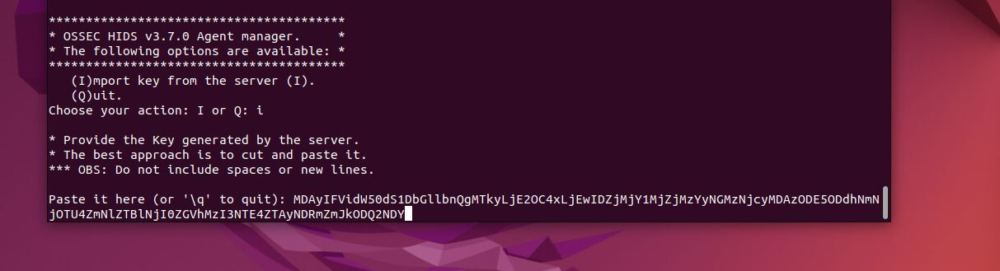 ****************************************
* OSSEC HIDS v3.7.0 Agent manager.     *
* The following options are available: *
****************************************
   (I)mport key from the server (I).
   (Q)uit.
Choose your action: I or Q: i
* Provide the Key generated by the server.
* The best approach is to cut and paste it.
*** OBS: Do not include spaces or new lines.
Paste it here (or '\q' to quit): MDAyIFVidW50dS1DbGllbnQgMTkyLjE2OC4xLjEwIDZjMjY1MjZjMzYyNGMzNjcyMDAzODE5ODdhNmN
jOTU4ZmNlZTBlNjI0ZGVhMzI3NTE4ZTAyNDRmZmJkODQ2NDY